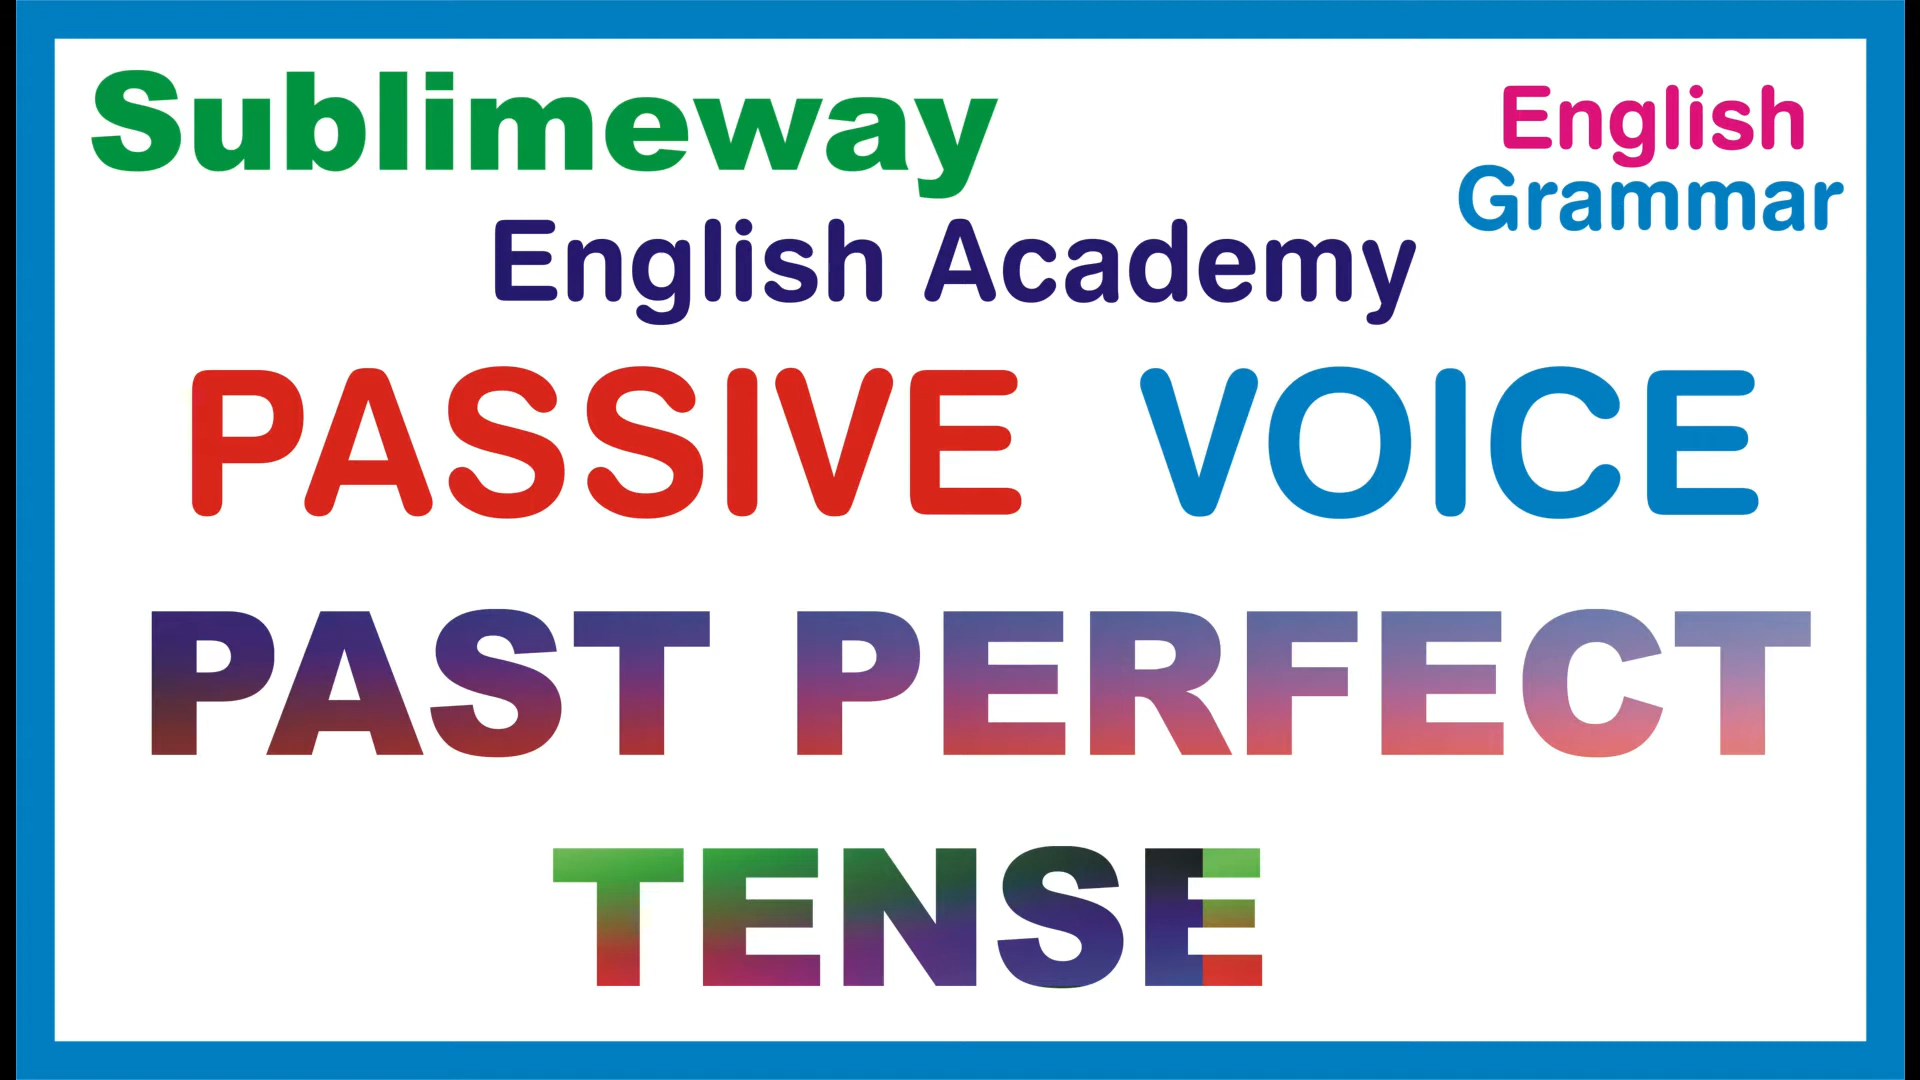 Sublimeway
English
Grammar
English Academy
PASSIVE VOICE
PAST PERFECT
TENSE